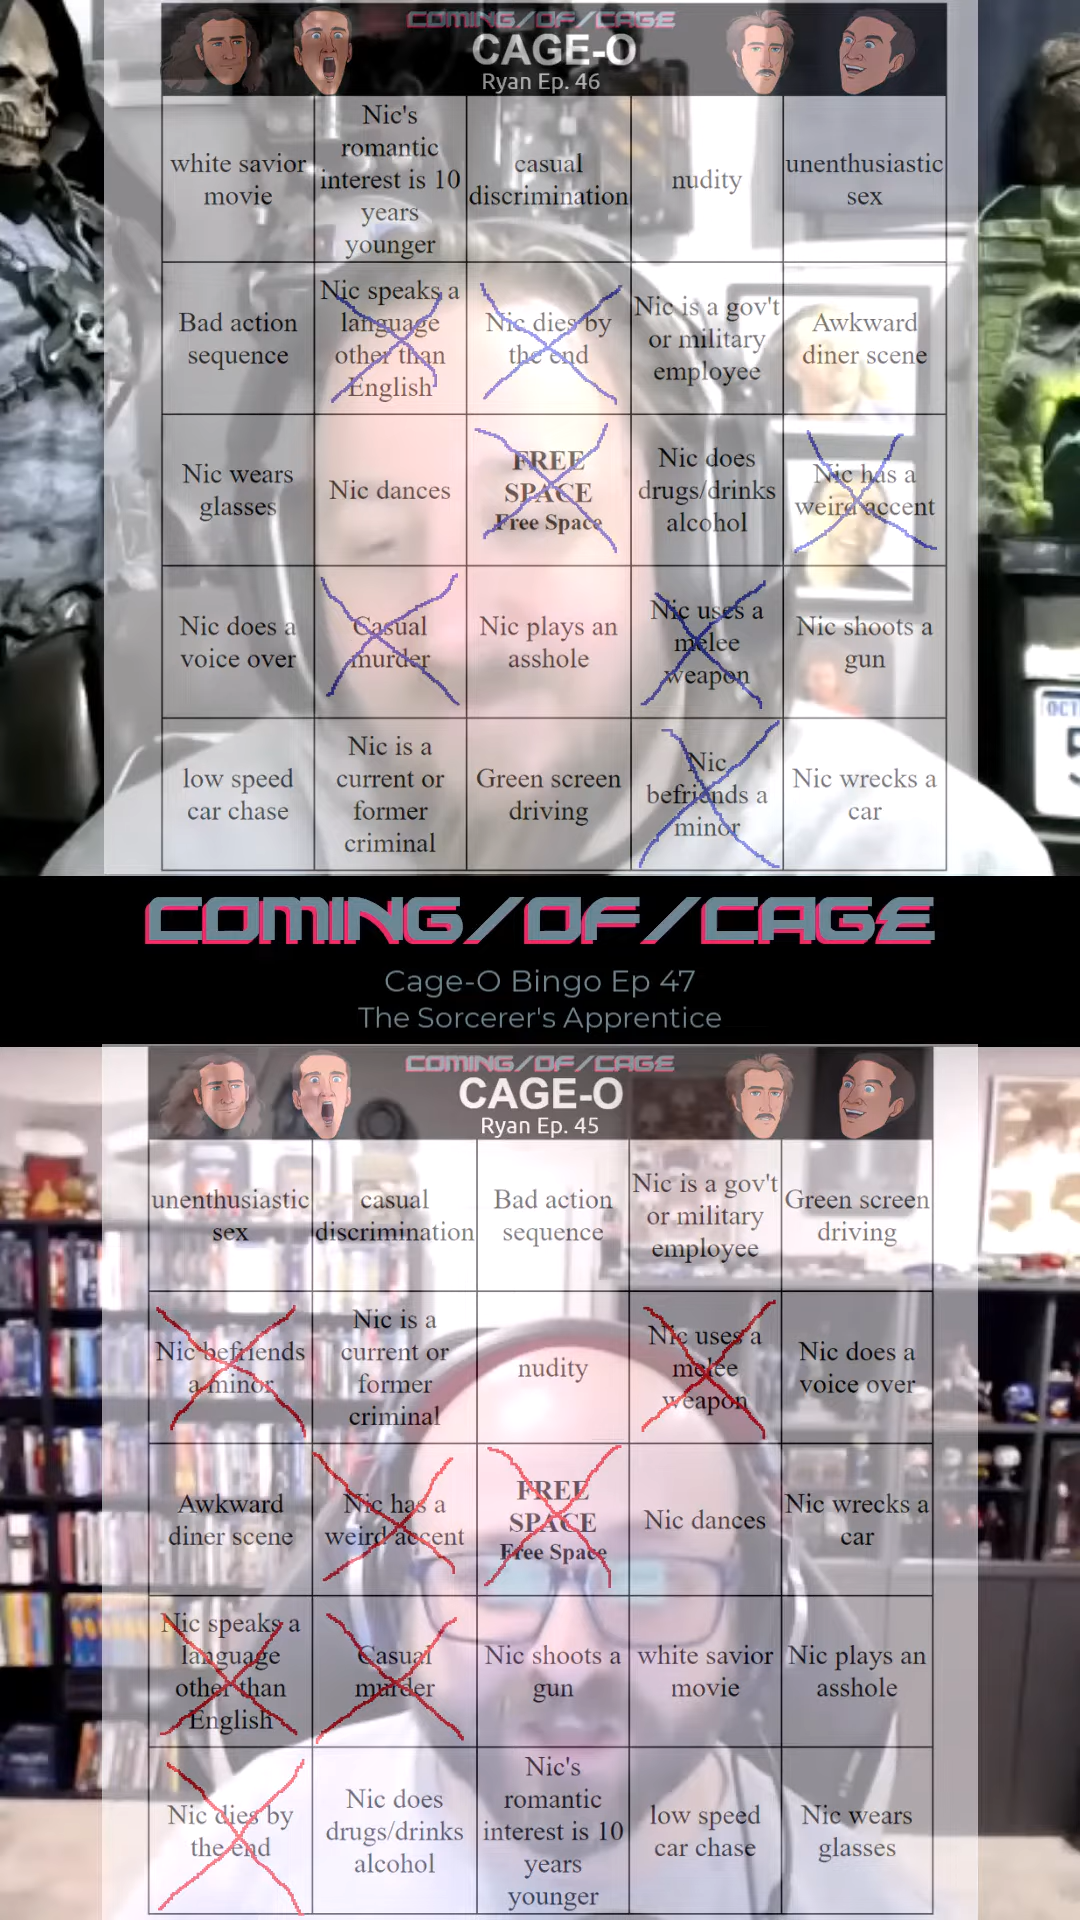 COMING/OF/CAGE
CAGE-O
Ryan Ep. 46
white savior
movie
Nic's
romantic
interest is 10
years
younger
casual
discrimination
nudity
unenthusiastic
sex
Bad action
sequence
Nic speaks a
language
other than
English
Nic dies by
the end
Nic is a gov't
or military
employee
Awkward
diner scene
Nic wears
glasses
Nic dances
FREE
SPACE
Free Space
Nic does
drugs/drinks
alcohol
Nic has a
weird accent
Nic does a
voice over
Casual
murder
Nic plays an
asshole
Nic uses a
melee
weapon
Nic shoots a
gun
low speed
car chase
Nic is a
current or
former
criminal
Green screen
driving
Nic
befriends a
minor
Nic wrecks a
car
OCT
5
COMING/OF/CAGE
Cage-O Bingo Ep 47
The Sorcerer's Apprentice
COMING/OF/CAGE
CAGE-O
Ryan Ep. 45
unenthusiastic
sex
casual
discrimination
Bad action
sequence
Nic is a gov't
or military
employee
Green screen
driving
Nic befriends
a minor
Nic is a
current or
former
criminal
nudity
Nic uses a
melee
weapon
Nic does a
voice over
Awkward
diner scene
Nic has a
weird accent
FREE
SPACE
Free Space
Nic dances
Nic wrecks a
car
Nic speaks a
language
other than
English
Casual
murder
Nic shoots a
gun
white savior
movie
Nic plays an
asshole
Nic dies by
the end
Nic does
drugs/drinks
alcohol
Nic's
romantic
interest is 10
years
younger
low speed
car chase
Nic wears
glasses